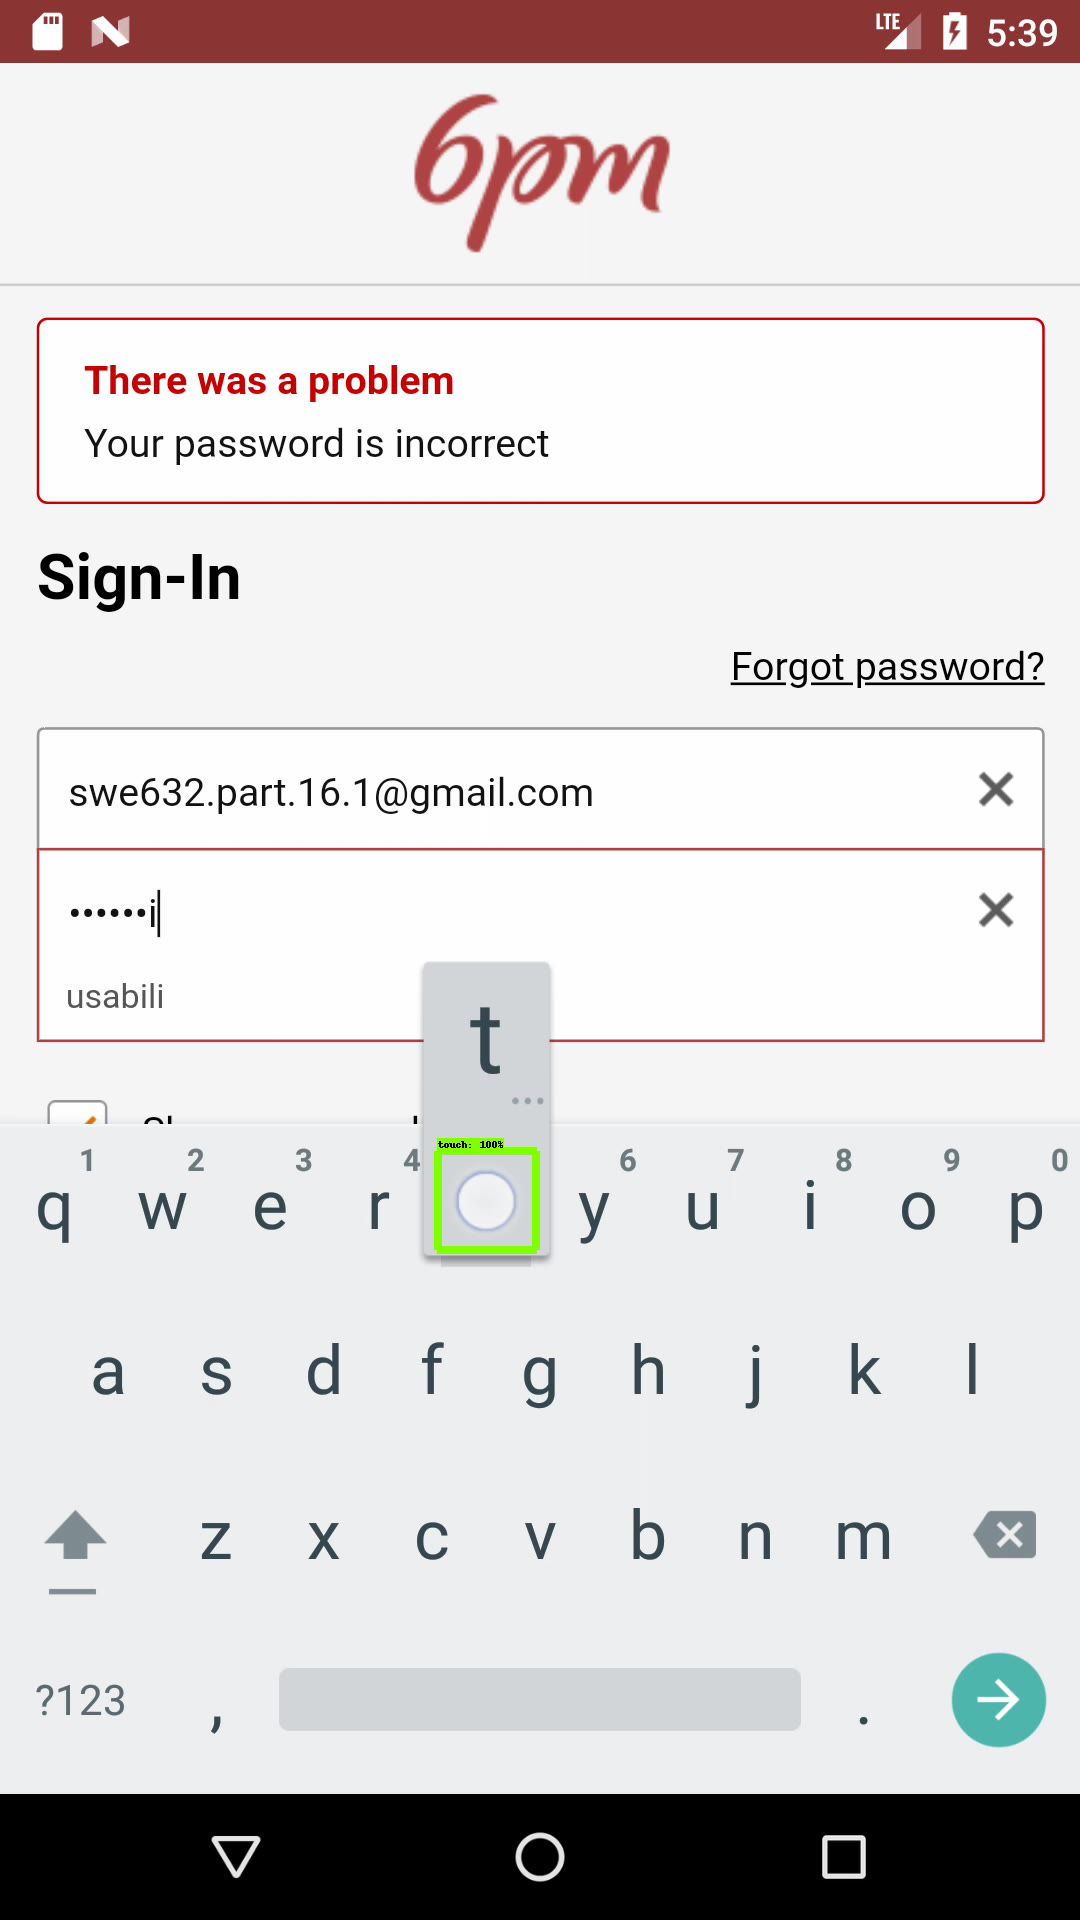 LTE 5:39
6pm
There was a problem
Your password is incorrect
Sign-In
Forgot password?
swe632.part.16.1@gmail.com
••••••i
usabili
t
touch: 100%
1 2 3 4 6 7 8 9 0
q w e r y u i o p
a s d f g h j k l
z x c v b n m
?123 , .